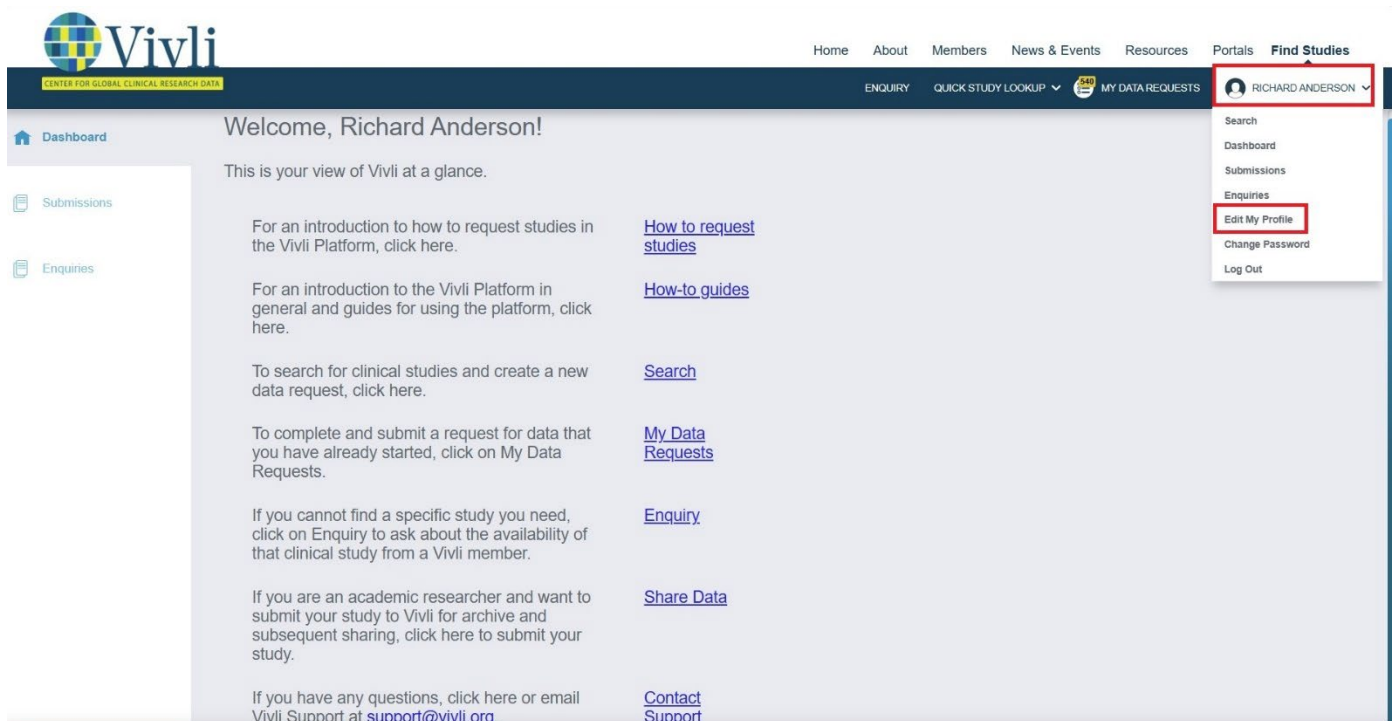 Vivli
CENTER FOR GLOBAL CLINICAL RESEARCH DATA
Home About Members News & Events Resources Portals Find Studies
ENQUIRY QUICK STUDY LOOKUP 540 MY DATA REQUESTS RICHARD ANDERSON
Search
Dashboard
Submissions
Enquiries
Edit My Profile
Change Password
Log Out
Dashboard
Submissions
Enquiries
Welcome, Richard Anderson!
This is your view of Vivli at a glance.
For an introduction to how to request studies in
the Vivli Platform, click here.
How to request
studies
For an introduction to the Vivli Platform in
general and guides for using the platform, click
here.
How-to guides
To search for clinical studies and create a new
data request, click here.
Search
To complete and submit a request for data that
you have already started, click on My Data
Requests.
My Data
Requests
If you cannot find a specific study you need,
click on Enquiry to ask about the availability of
that clinical study from a Vivli member.
Enquiry
If you are an academic researcher and want to
submit your study to Vivli for archive and
subsequent sharing, click here to submit your
study.
Share Data
If you have any questions, click here or email
Vivli Support at support@vivli.org
Contact
Support